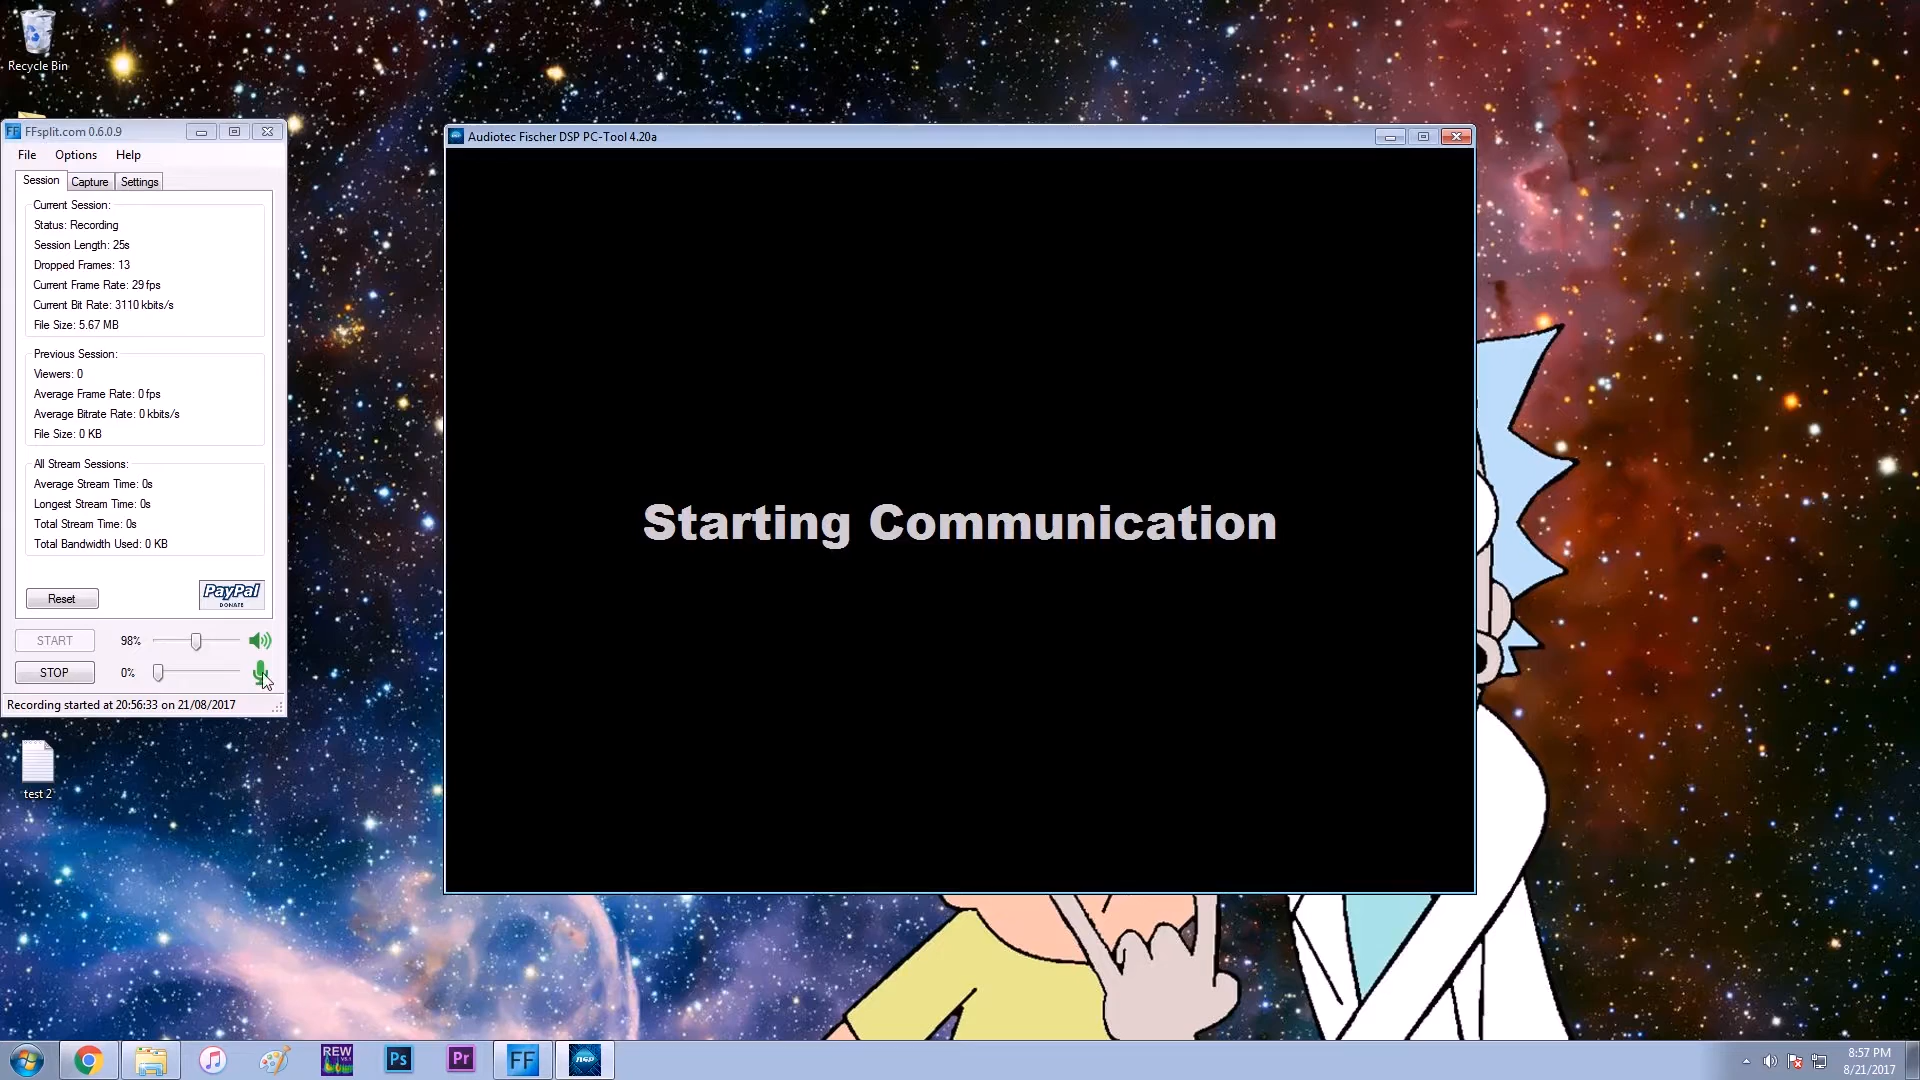 Recycle Bin
FFsplit.com 0.6.0.9
File Options Help
Session Capture Settings
Current Session:
Status: Recording
Session Length: 25s
Dropped Frames: 13
Current Frame Rate: 29 fps
Current Bit Rate: 3110 kbits/s
File Size: 5.67 MB
Previous Session:
Viewers: 0
Average Frame Rate: 0 fps
Average Bitrate Rate: 0 kbits/s
File Size: 0 KB
All Stream Sessions:
Average Stream Time: 0s
Longest Stream Time: 0s
Total Stream Time: 0s
Total Bandwidth Used: 0 KB
Reset
PayPal
DONATE
START 98%
STOP 0%
Recording started at 20:56:33 on 21/08/2017
test 2
Audiotec Fischer DSP PC-Tool 4.20a
Starting Communication
REW
Ps
Pr
FF
8:57 PM
8/21/2017